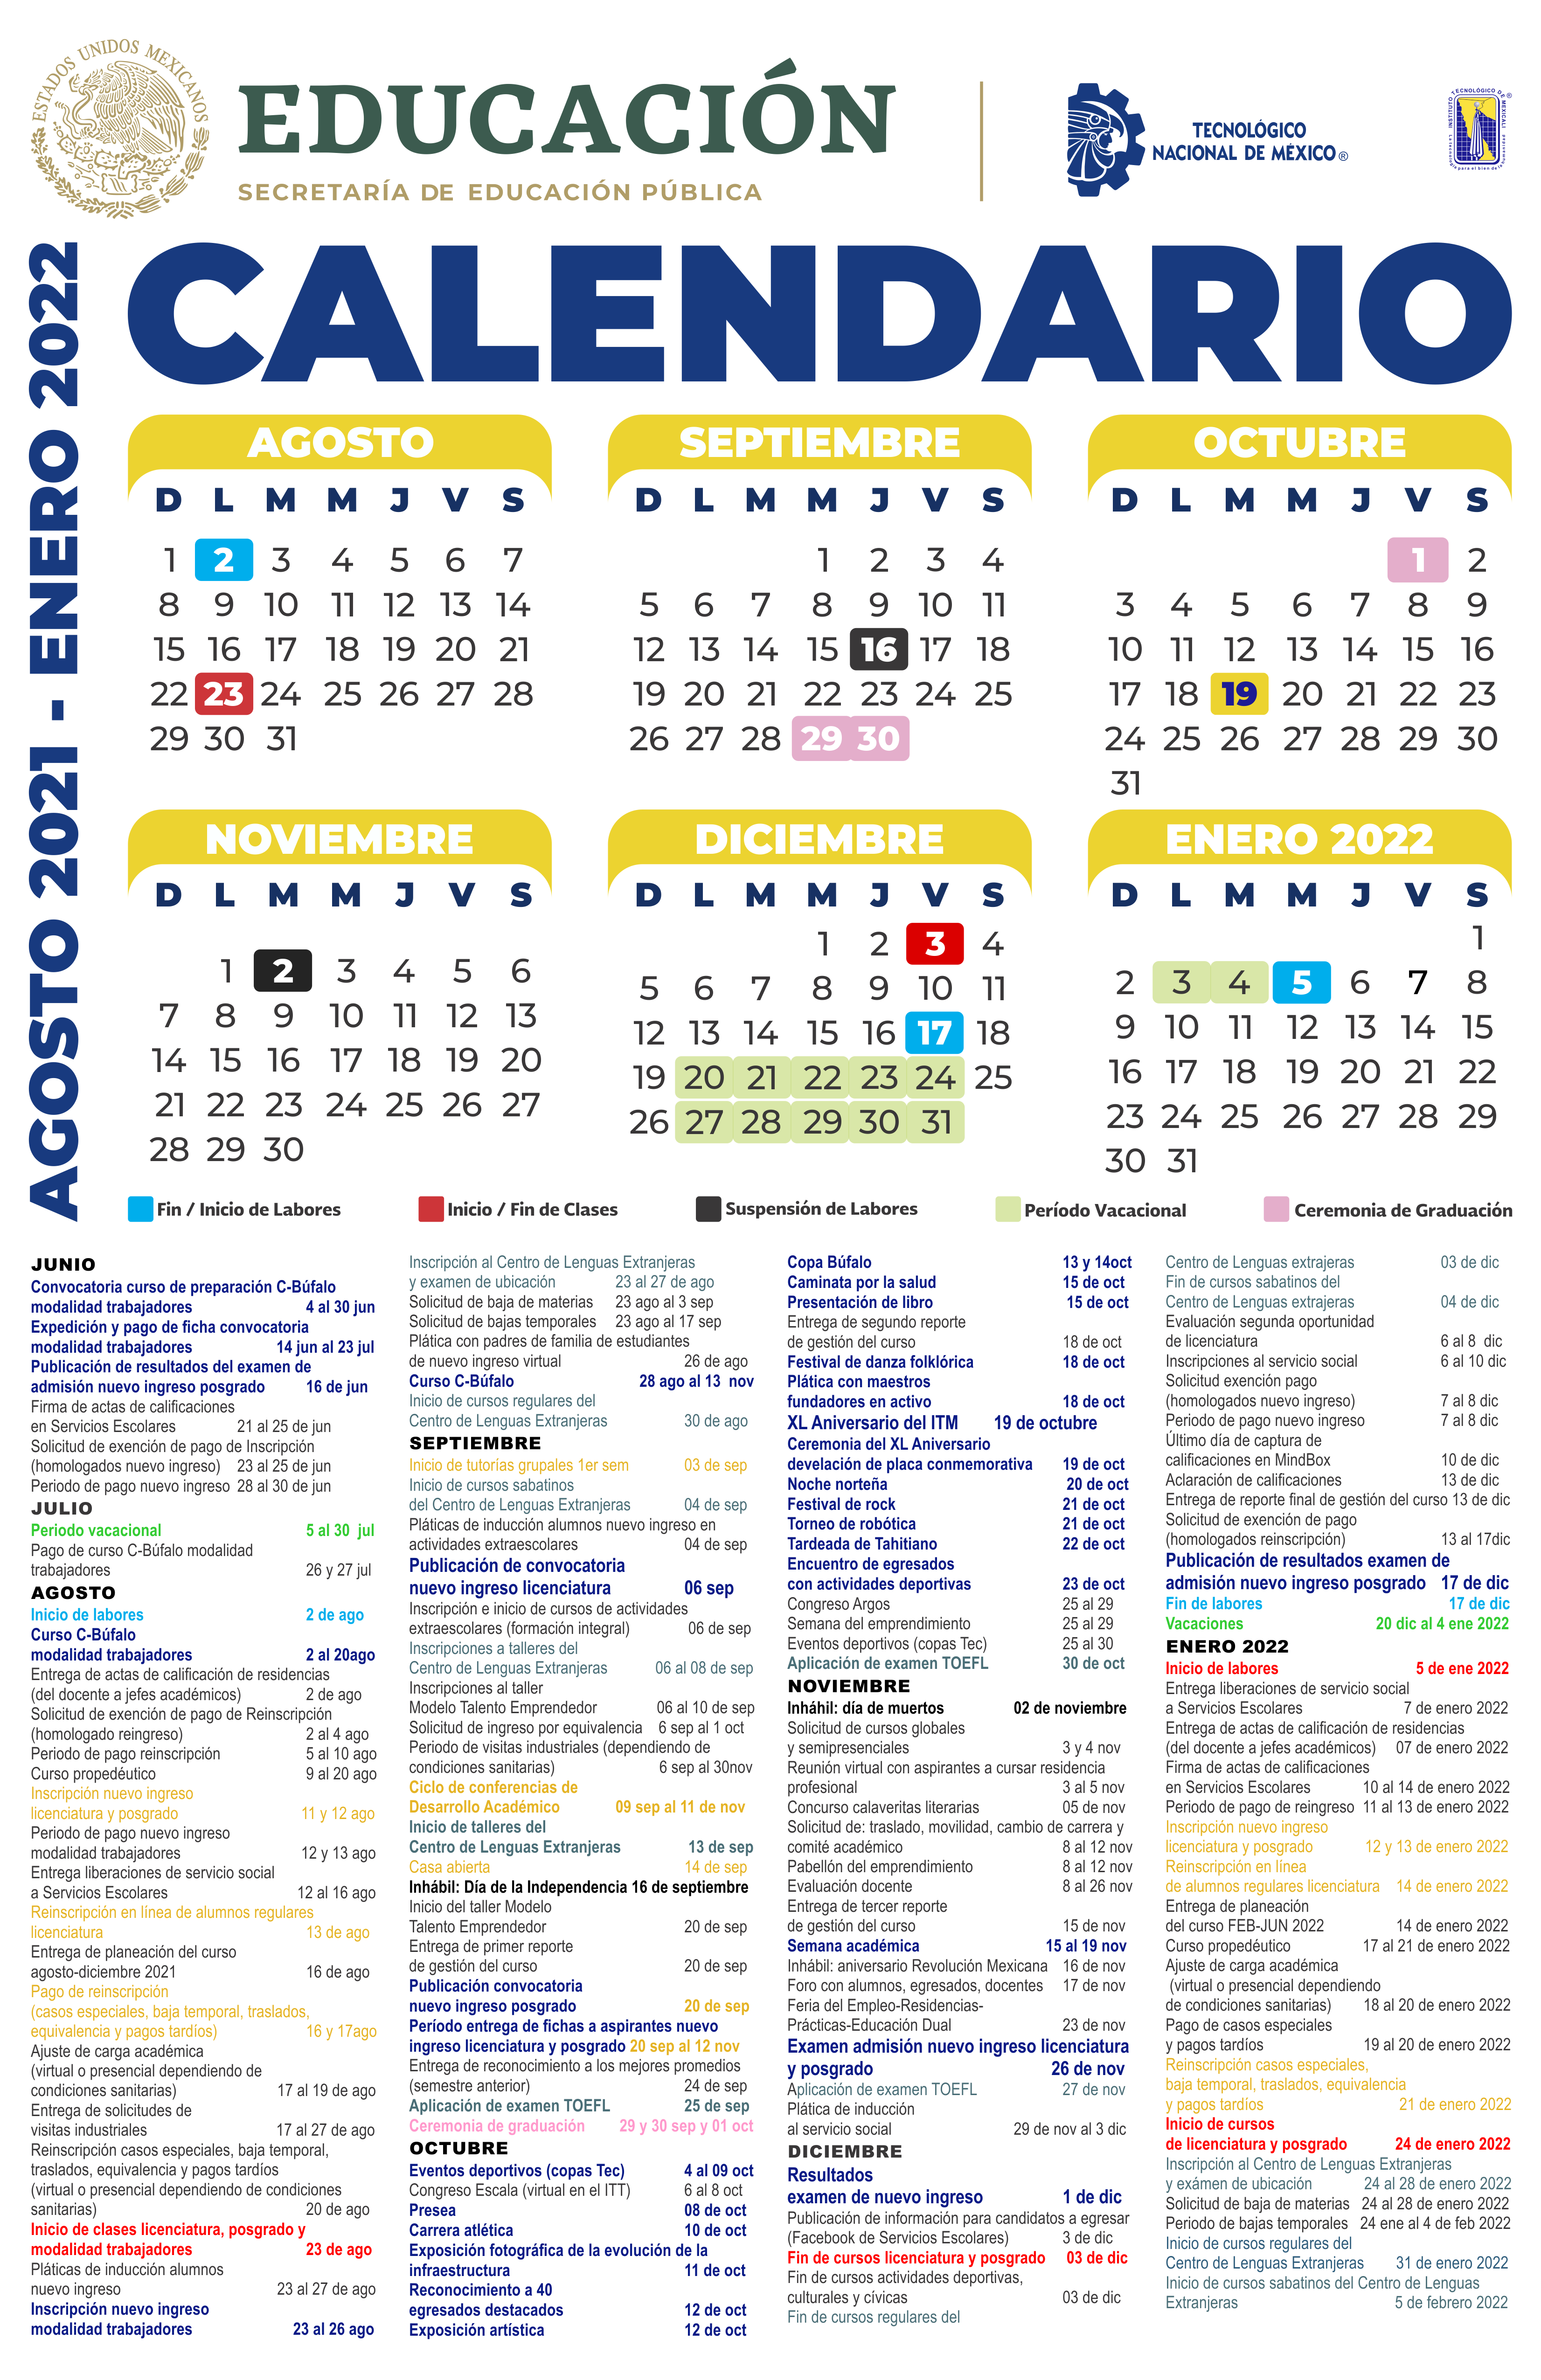 ESTADOS UNIDOS MEXICANOS
EDUCACIÓN
SECRETARÍA DE EDUCACIÓN PÚBLICA
TECNOLÓGICO
NACIONAL DE MÉXICO®
INSTITUTO TECNOLÓGICO DE MEXICALI
AGOSTO 2021 - ENERO 2022
CALENDARIO
AGOSTO
D L M M J V S
1 2 3 4 5 6 7
8 9 10 11 12 13 14
15 16 17 18 19 20 21
22 23 24 25 26 27 28
29 30 31
SEPTIEMBRE
D L M M J V S
1 2 3 4
5 6 7 8 9 10 11
12 13 14 15 16 17 18
19 20 21 22 23 24 25
26 27 28 29 30
OCTUBRE
D L M M J V S
1 2
3 4 5 6 7 8 9
10 11 12 13 14 15 16
17 18 19 20 21 22 23
24 25 26 27 28 29 30
31
NOVIEMBRE
D L M M J V S
1 2 3 4 5 6
7 8 9 10 11 12 13
14 15 16 17 18 19 20
21 22 23 24 25 26 27
28 29 30
DICIEMBRE
D L M M J V S
1 2 3 4
5 6 7 8 9 10 11
12 13 14 15 16 17 18
19 20 21 22 23 24 25
26 27 28 29 30 31
ENERO 2022
D L M M J V S
1
2 3 4 5 6 7 8
9 10 11 12 13 14 15
16 17 18 19 20 21 22
23 24 25 26 27 28 29
30 31
Fin / Inicio de Labores
Inicio / Fin de Clases
Suspensión de Labores
Período Vacacional
Ceremonia de Graduación
JUNIO
Convocatoria curso de preparación C-Búfalo
modalidad trabajadores 4 al 30 jun
Expedición y pago de ficha convocatoria
modalidad trabajadores 14 jun al 23 jul
Publicación de resultados del examen de
admisión nuevo ingreso posgrado 16 de jun
Firma de actas de calificaciones
en Servicios Escolares 21 al 25 de jun
Solicitud de exención de pago de Inscripción
(homologados nuevo ingreso) 23 al 25 de jun
Periodo de pago nuevo ingreso 28 al 30 de jun
JULIO
Periodo vacacional 5 al 30 jul
Pago de curso C-Búfalo modalidad
trabajadores 26 y 27 jul
AGOSTO
Inicio de labores 2 de ago
Curso C-Búfalo
modalidad trabajadores 2 al 20ago
Entrega de actas de calificación de residencias
(del docente a jefes académicos) 2 de ago
Solicitud de exención de pago de Reinscripción
(homologado reingreso) 2 al 4 ago
Periodo de pago reinscripción 5 al 10 ago
Curso propedéutico 9 al 20 ago
Inscripción nuevo ingreso
licenciatura y posgrado 11 y 12 ago
Periodo de pago nuevo ingreso
modalidad trabajadores 12 y 13 ago
Entrega liberaciones de servicio social
a Servicios Escolares 12 al 16 ago
Reinscripción en línea de alumnos regulares
licenciatura 13 de ago
Entrega de planeación del curso
agosto-diciembre 2021 16 de ago
Pago de reinscripción
(casos especiales, baja temporal, traslados,
equivalencia y pagos tardíos) 16 y 17ago
Ajuste de carga académica
(virtual o presencial dependiendo de
condiciones sanitarias) 17 al 19 de ago
Entrega de solicitudes de
visitas industriales 17 al 27 de ago
Reinscripción casos especiales, baja temporal,
traslados, equivalencia y pagos tardíos
(virtual o presencial dependiendo de condiciones
sanitarias) 20 de ago
Inicio de clases licenciatura, posgrado y
modalidad trabajadores 23 de ago
Pláticas de inducción alumnos
nuevo ingreso 23 al 27 de ago
Inscripción nuevo ingreso
modalidad trabajadores 23 al 26 ago
Inscripción al Centro de Lenguas Extranjeras
y examen de ubicación 23 al 27 de ago
Solicitud de baja de materias 23 ago al 3 sep
Solicitud de bajas temporales 23 ago al 17 sep
Plática con padres de familia de estudiantes
de nuevo ingreso virtual 26 de ago
Curso C-Búfalo 28 ago al 13 nov
Inicio de cursos regulares del
Centro de Lenguas Extranjeras 30 de ago
SEPTIEMBRE
Inicio de tutorías grupales 1er sem 03 de sep
Inicio de cursos sabatinos
del Centro de Lenguas Extranjeras 04 de sep
Pláticas de inducción alumnos nuevo ingreso en
actividades extraescolares 04 de sep
Publicación de convocatoria
nuevo ingreso licenciatura 06 sep
Inscripción e inicio de cursos de actividades
extraescolares (formación integral) 06 de sep
Inscripciones a talleres del
Centro de Lenguas Extranjeras 06 al 08 de sep
Inscripciones al taller
Modelo Talento Emprendedor 06 al 10 de sep
Solicitud de ingreso por equivalencia 6 sep al 1 oct
Periodo de visitas industriales (dependiendo de
condiciones sanitarias) 6 sep al 30nov
Ciclo de conferencias de
Desarrollo Académico 09 sep al 11 de nov
Inicio de talleres del
Centro de Lenguas Extranjeras 13 de sep
Casa abierta 14 de sep
Inhábil: Día de la Independencia 16 de septiembre
Inicio del taller Modelo
Talento Emprendedor 20 de sep
Entrega de primer reporte
de gestión del curso 20 de sep
Publicación convocatoria
nuevo ingreso posgrado 20 de sep
Período entrega de fichas a aspirantes nuevo
ingreso licenciatura y posgrado 20 sep al 12 nov
Entrega de reconocimiento a los mejores promedios
(semestre anterior) 24 de sep
Aplicación de examen TOEFL 25 de sep
Ceremonia de graduación 29 y 30 sep y 01 oct
OCTUBRE
Eventos deportivos (copas Tec) 4 al 09 oct
Congreso Escala (virtual en el ITT) 6 al 8 oct
Presea 08 de oct
Carrera atlética 10 de oct
Exposición fotográfica de la evolución de la
infraestructura 11 de oct
Reconocimiento a 40
egresados destacados 12 de oct
Exposición artística 12 de oct
Copa Búfalo 13 y 14oct
Caminata por la salud 15 de oct
Presentación de libro 15 de oct
Entrega de segundo reporte
de gestión del curso 18 de oct
Festival de danza folklórica 18 de oct
Plática con maestros
fundadores en activo 18 de oct
XL Aniversario del ITM 19 de octubre
Ceremonia del XL Aniversario
develación de placa conmemorativa 19 de oct
Noche norteña 20 de oct
Festival de rock 21 de oct
Torneo de robótica 21 de oct
Tardeada de Tahitiano 22 de oct
Encuentro de egresados
con actividades deportivas 23 de oct
Congreso Argos 25 al 29
Semana del emprendimiento 25 al 29
Eventos deportivos (copas Tec) 25 al 30
Aplicación de examen TOEFL 30 de oct
NOVIEMBRE
Inháhil: día de muertos 02 de noviembre
Solicitud de cursos globales
y semipresenciales 3 y 4 nov
Reunión virtual con aspirantes a cursar residencia
profesional 3 al 5 nov
Concurso calaveritas literarias 05 de nov
Solicitud de: traslado, movilidad, cambio de carrera y
comité académico 8 al 12 nov
Pabellón del emprendimiento 8 al 12 nov
Evaluación docente 8 al 26 nov
Entrega de tercer reporte
de gestión del curso 15 de nov
Semana académica 15 al 19 nov
Inhábil: aniversario Revolución Mexicana 16 de nov
Foro con alumnos, egresados, docentes 17 de nov
Feria del Empleo-Residencias-
Prácticas-Educación Dual 23 de nov
Examen admisión nuevo ingreso licenciatura
y posgrado 26 de nov
Aplicación de examen TOEFL 27 de nov
Plática de inducción
al servicio social 29 de nov al 3 dic
DICIEMBRE
Resultados
examen de nuevo ingreso 1 de dic
Publicación de información para candidatos a egresar
(Facebook de Servicios Escolares) 3 de dic
Fin de cursos licenciatura y posgrado 03 de dic
Fin de cursos actividades deportivas,
culturales y cívicas 03 de dic
Fin de cursos regulares del
Centro de Lenguas extrajeras 03 de dic
Fin de cursos sabatinos del
Centro de Lenguas extrajeras 04 de dic
Evaluación segunda oportunidad
de licenciatura 6 al 8 dic
Inscripciones al servicio social 6 al 10 dic
Solicitud exención pago
(homologados nuevo ingreso) 7 al 8 dic
Periodo de pago nuevo ingreso 7 al 8 dic
Último día de captura de
calificaciones en MindBox 10 de dic
Aclaración de calificaciones 13 de dic
Entrega de reporte final de gestión del curso 13 de dic
Solicitud de exención de pago
(homologados reinscripción) 13 al 17dic
Publicación de resultados examen de
admisión nuevo ingreso posgrado 17 de dic
Fin de labores 17 de dic
Vacaciones 20 dic al 4 ene 2022
ENERO 2022
Inicio de labores 5 de ene 2022
Entrega liberaciones de servicio social
a Servicios Escolares 7 de enero 2022
Entrega de actas de calificación de residencias
(del docente a jefes académicos) 07 de enero 2022
Firma de actas de calificaciones
en Servicios Escolares 10 al 14 de enero 2022
Periodo de pago de reingreso 11 al 13 de enero 2022
Inscripción nuevo ingreso
licenciatura y posgrado 12 y 13 de enero 2022
Reinscripción en línea
de alumnos regulares licenciatura 14 de enero 2022
Entrega de planeación
del curso FEB-JUN 2022 14 de enero 2022
Curso propedéutico 17 al 21 de enero 2022
Ajuste de carga académica
(virtual o presencial dependiendo
de condiciones sanitarias) 18 al 20 de enero 2022
Pago de casos especiales
y pagos tardíos 19 al 20 de enero 2022
Reinscripción casos especiales,
baja temporal, traslados, equivalencia
y pagos tardíos 21 de enero 2022
Inicio de cursos
de licenciatura y posgrado 24 de enero 2022
Inscripción al Centro de Lenguas Extranjeras
y exámen de ubicación 24 al 28 de enero 2022
Solicitud de baja de materias 24 al 28 de enero 2022
Período de bajas temporales 24 ene al 4 de feb 2022
Inicio de cursos regulares del
Centro de Lenguas Extranjeras 31 de enero 2022
Inicio de cursos sabatinos del Centro de Lenguas
Extranjeras 5 de febrero 2022